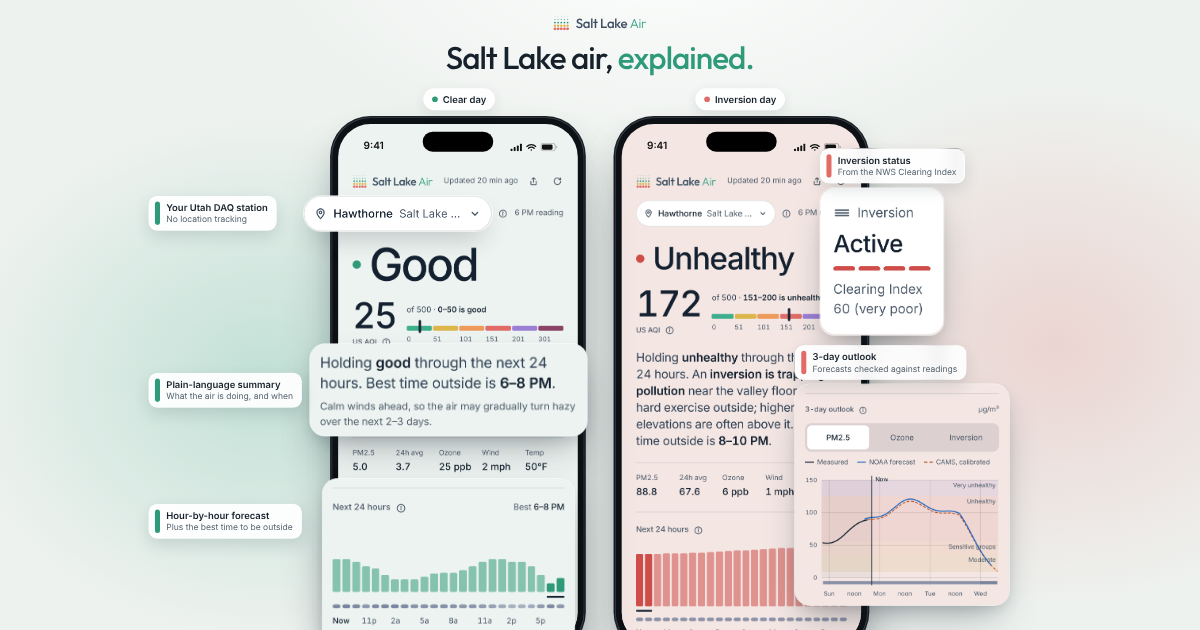 Salt Lake Air
Salt Lake air, explained.
Clear day
9:41
Salt Lake Air
Updated 20 min ago
Your Utah DAQ station
No location tracking
Hawthorne Salt Lake ...
6 PM reading
Good
25
US AQI
of 500 · 0–50 is good
0 51 101 151 201 301
Plain-language summary
What the air is doing, and when
Holding good through the next 24
hours. Best time outside is 6–8 PM.
Calm winds ahead, so the air may gradually turn hazy
over the next 2–3 days.
PM2.5 24h avg Ozone Wind Temp
5.0 3.7 25 ppb 2 mph 50°F
Hour-by-hour forecast
Plus the best time to be outside
Next 24 hours
Best 6–8 PM
Now 11p 2a 5a 8a 11a 2p 5p
Inversion day
9:41
Salt Lake Air
Updated 20 min ago
Hawthorne Salt Lake ...
6 PM
Unhealthy
172
US AQI
of 500 · 151–200 is unhealth
0 51 101 151 201
Holding unhealthy through th
24 hours. An inversion is trapp
pollution near the valley floor
hard exercise outside; higher
elevations are often above it.
time outside is 8–10 PM.
PM2.5 24h avg Ozone Wind
88.8 67.6 6 ppb 1 mph
Next 24 hours
Inversion status
From the NWS Clearing Index
Inversion
Active
Clearing Index
60 (very poor)
3-day outlook
Forecasts checked against readings
3-day outlook
µg/m³
PM2.5 Ozone Inversion
Measured NOAA forecast CAMS, calibrated
Now
150
Very unhealthy
Unhealthy
100
50
Sensitive groups
Moderate
0
Sun noon Mon noon Tue noon Wed